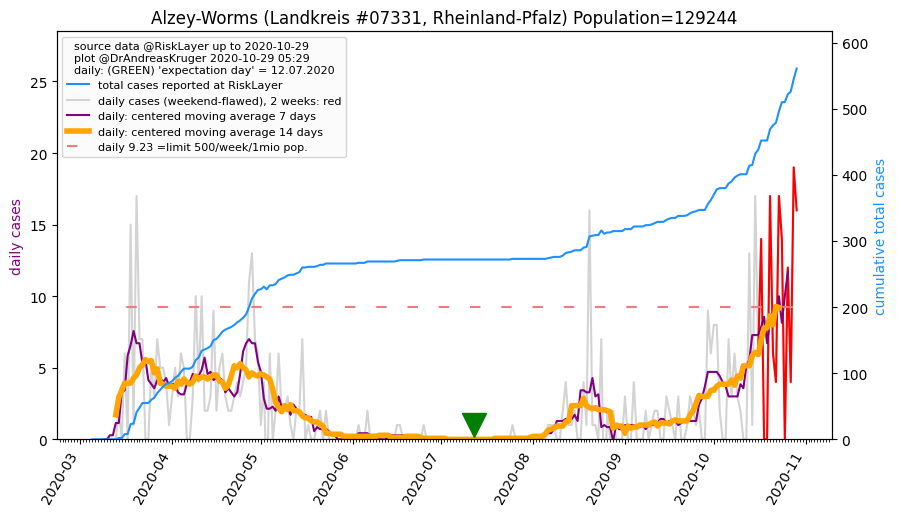 Alzey-Worms (Landkreis #07331, Rheinland-Pfalz) Population=129244
source data @RiskLayer up to 2020-10-29
plot @DrAndreasKruger 2020-10-29 05:29
daily: (GREEN) 'expectation day' = 12.07.2020
total cases reported at RiskLayer
daily cases (weekend-flawed), 2 weeks: red
daily: centered moving average 7 days
daily: centered moving average 14 days
daily 9.23 =limit 500/week/1mio pop.
daily cases
25
20
15
10
5
0
cumulative total cases
600
500
400
300
200
100
0
2020-03
2020-04
2020-05
2020-06
2020-07
2020-08
2020-09
2020-10
2020-11